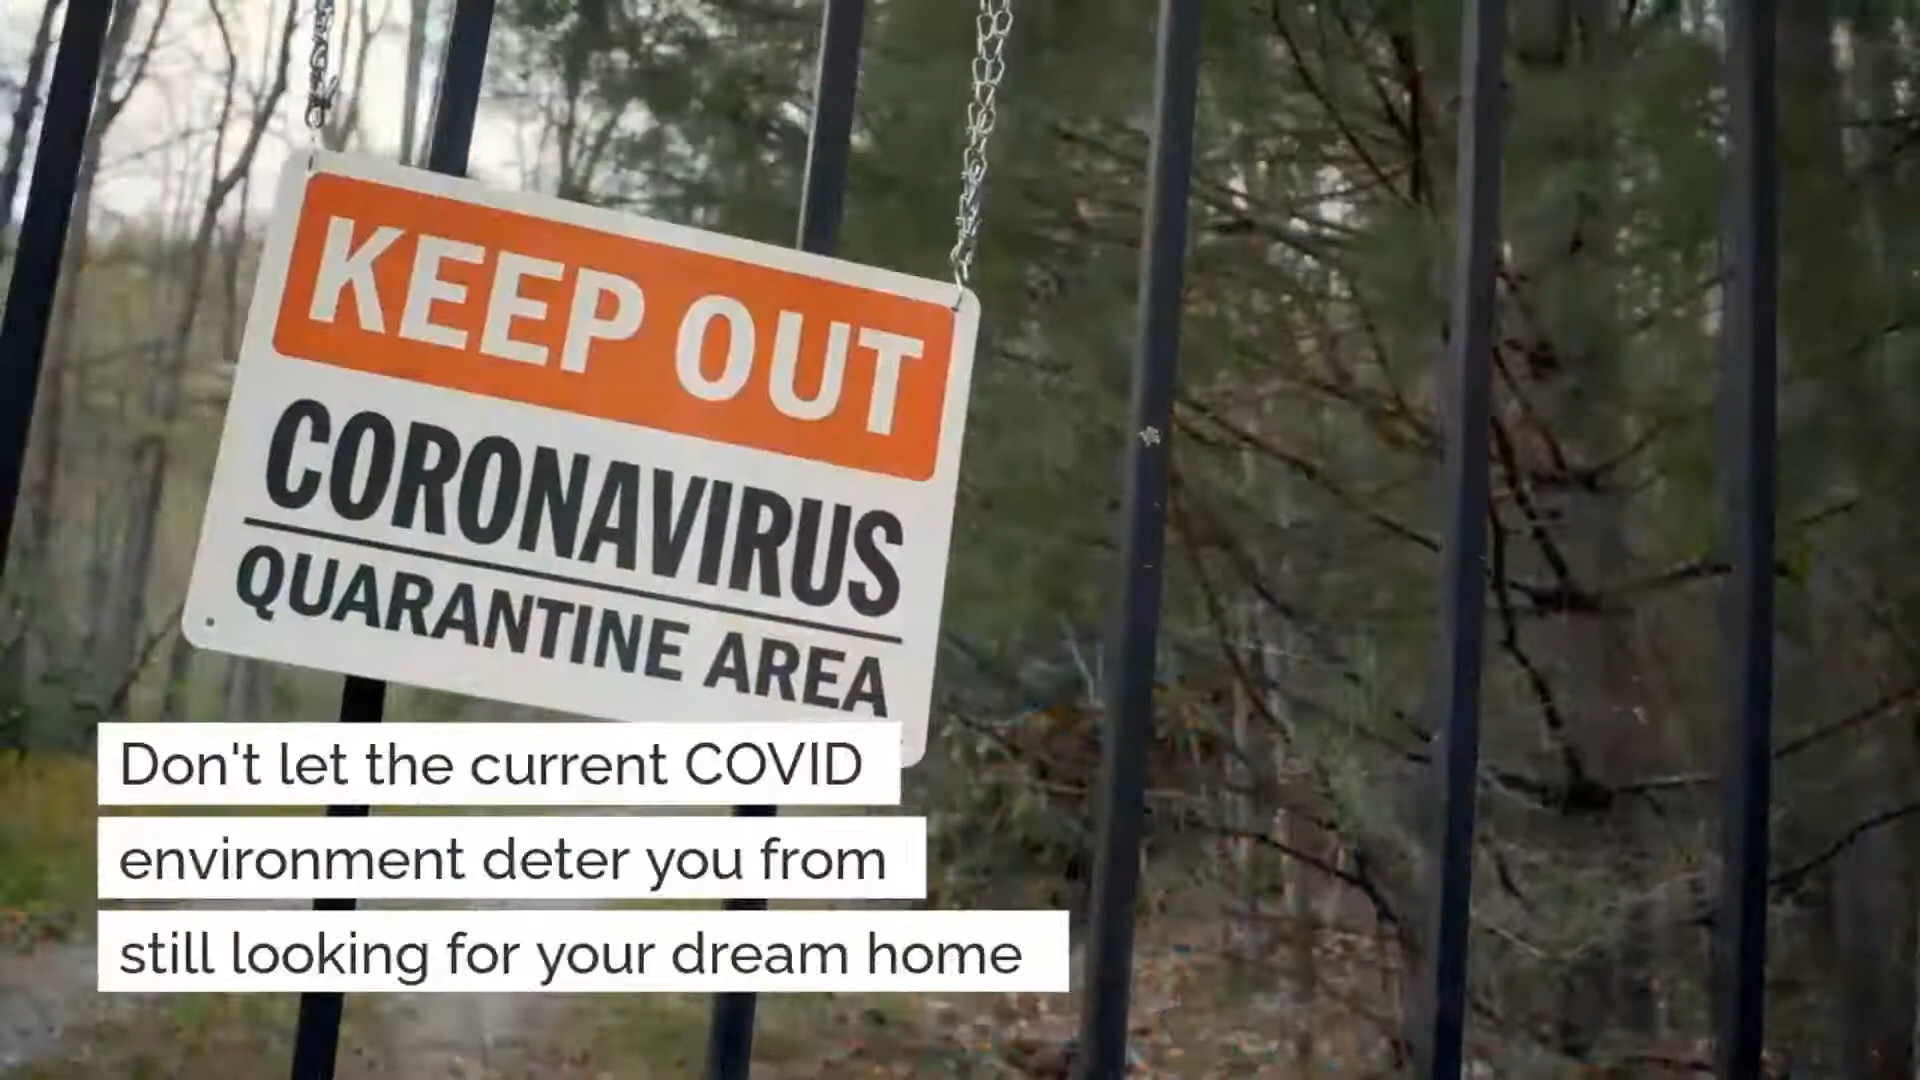 KEEP OUT
CORONAVIRUS
QUARANTINE AREA
Don't let the current COVID
environment deter you from
still looking for your dream home